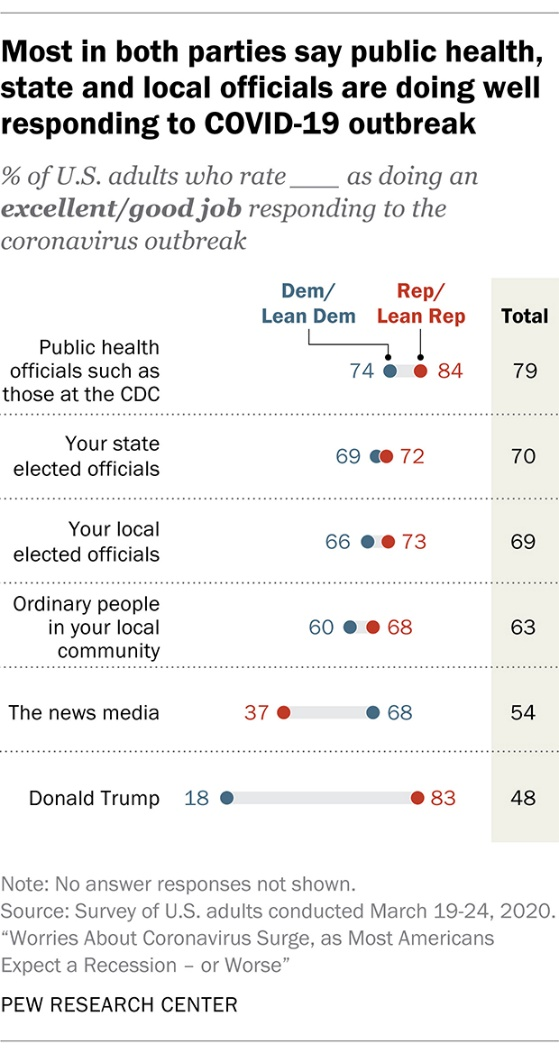 Most in both parties say public health,
state and local officials are doing well
responding to COVID-19 outbreak
% of U.S. adults who rate ___ as doing an
excellent/good job responding to the
coronavirus outbreak
Dem/
Lean Dem
Rep/
Lean Rep
Total
Public health
officials such as
those at the CDC
74 84 79
Your state
elected officials
69 72 70
Your local
elected officials
66 73 69
Ordinary people
in your local
community
60 68 63
The news media 37 68 54
Donald Trump 18 83 48
Note: No answer responses not shown.
Source: Survey of U.S. adults conducted March 19-24, 2020.
“Worries About Coronavirus Surge, as Most Americans
Expect a Recession – or Worse”
PEW RESEARCH CENTER